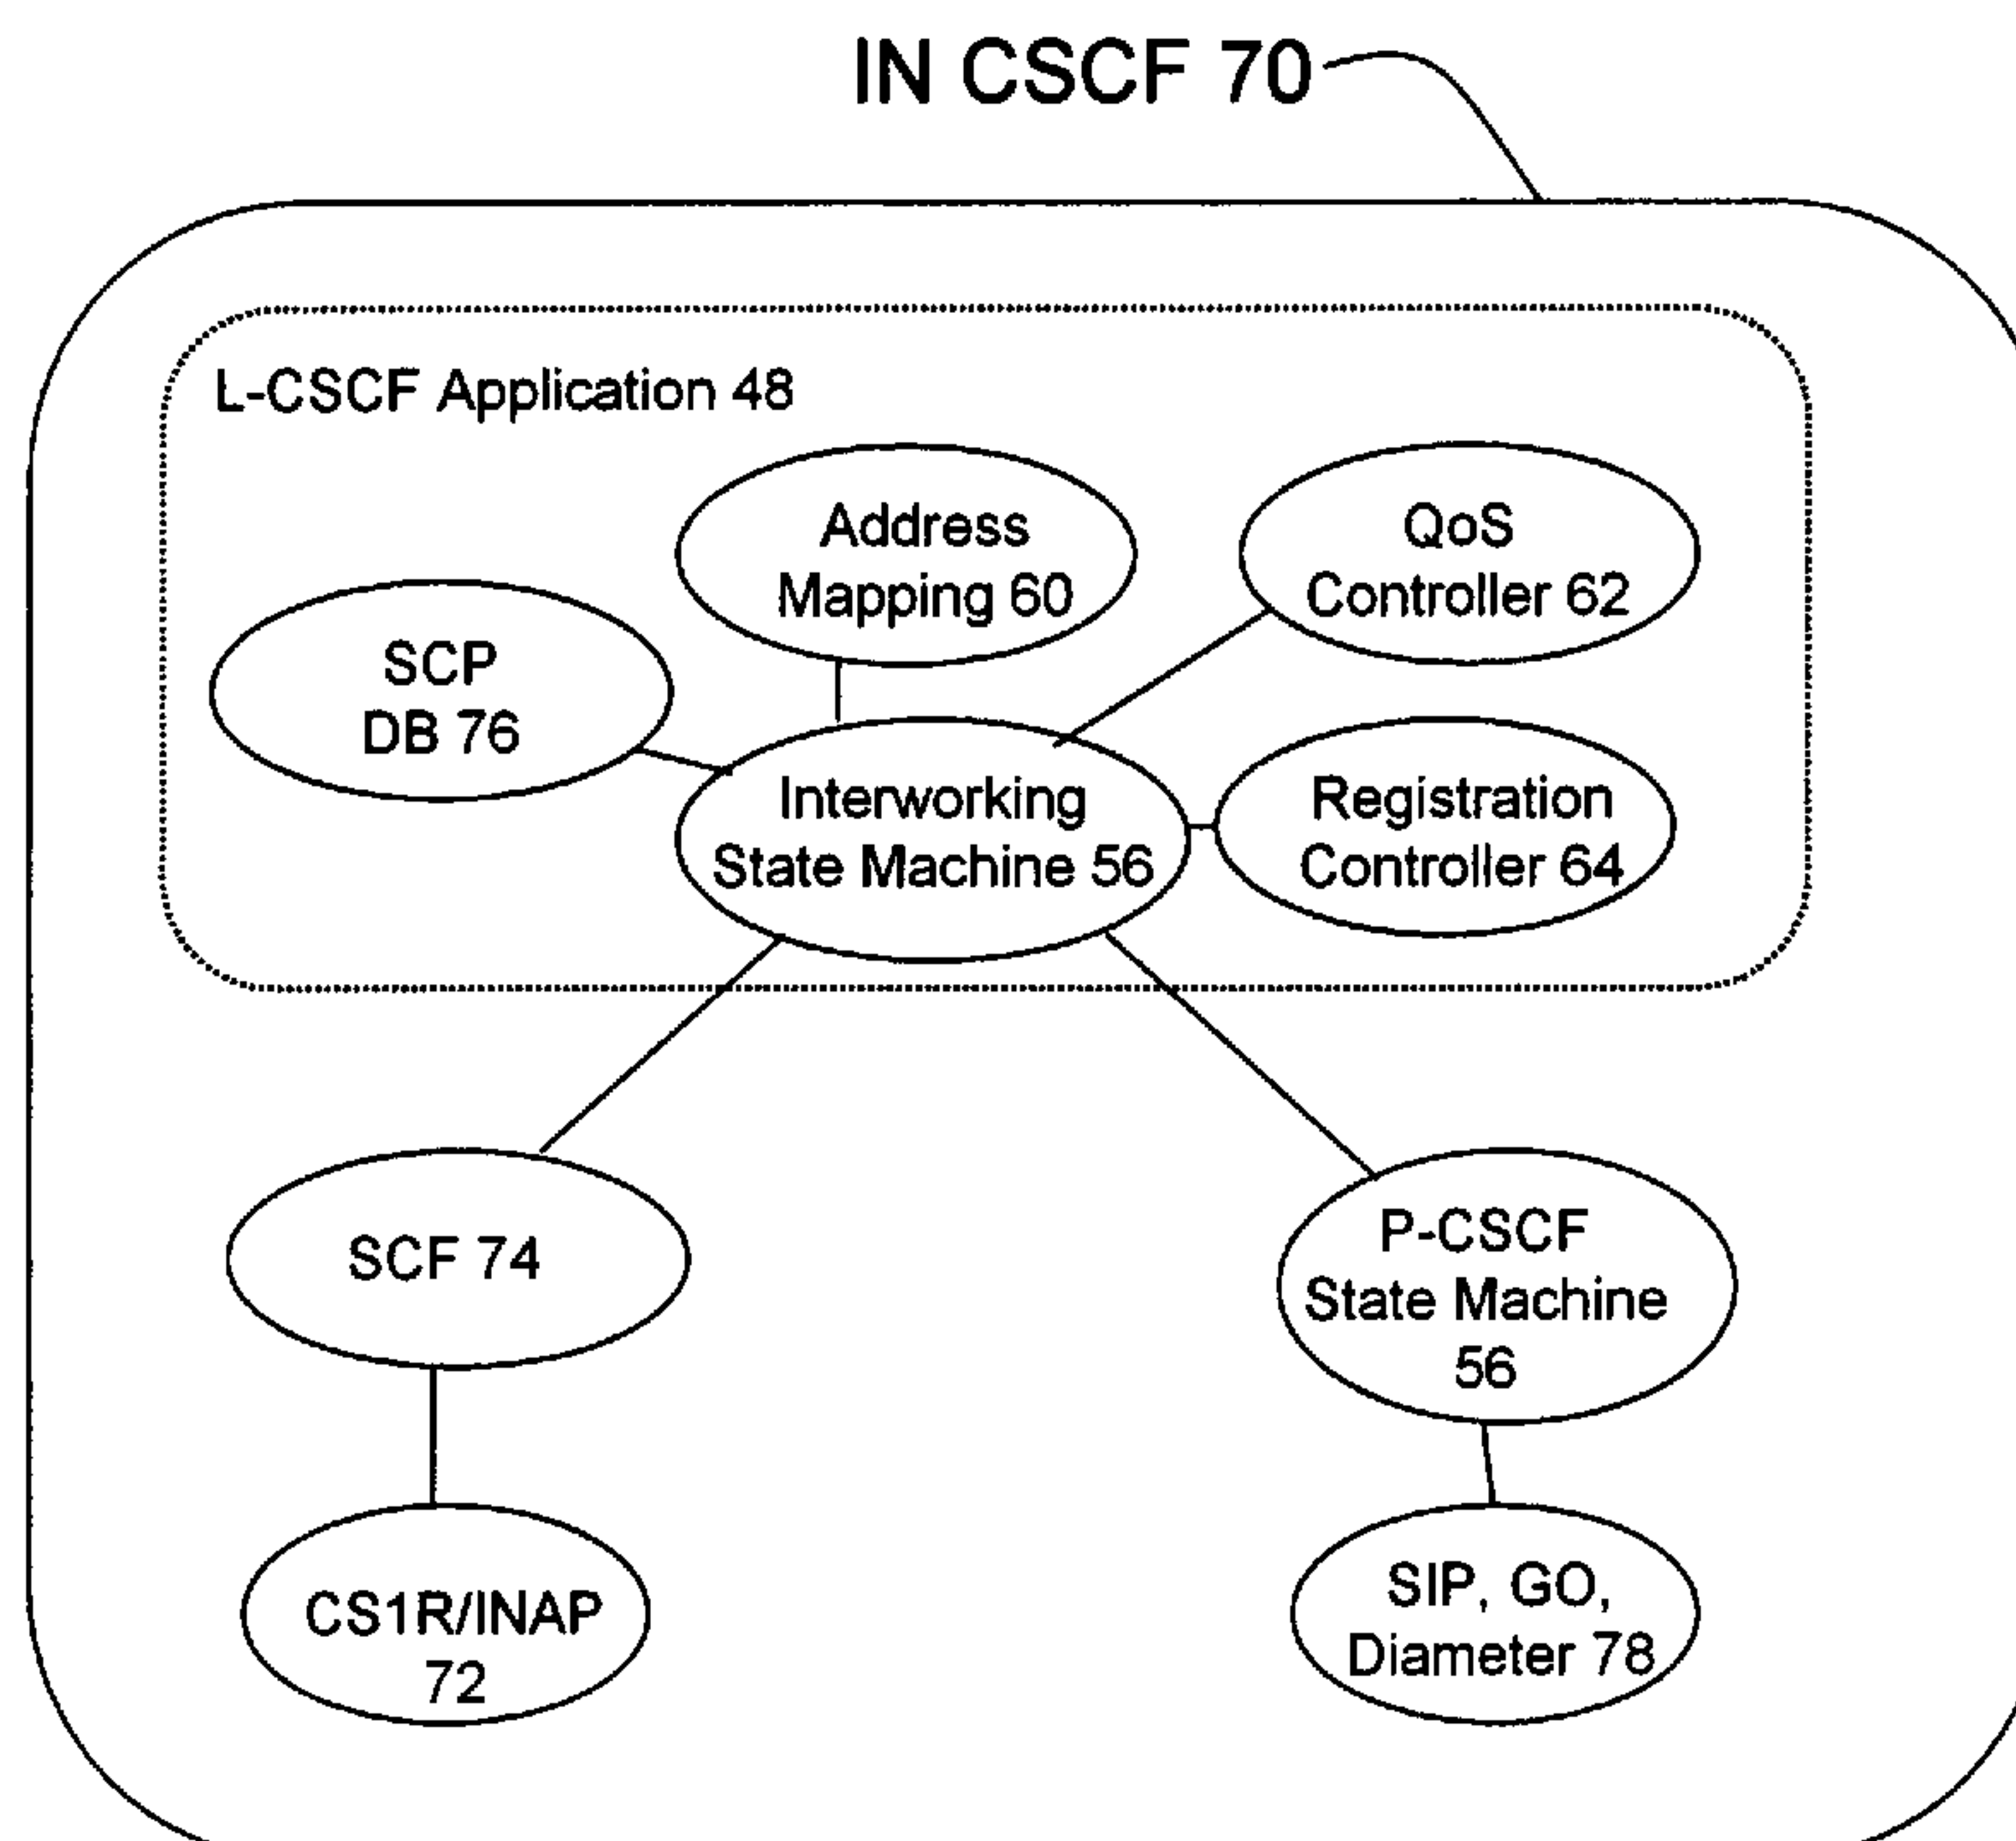 IN CSCF 70
L-CSCF Application 48
Address
Mapping 60
QoS
Controller 62
SCP
DB 76
Interworking
State Machine 56
Registration
Controller 64
SCF 74
P-CSCF
State Machine
56
CS1R/INAP
72
SIP, GO,
Diameter 78